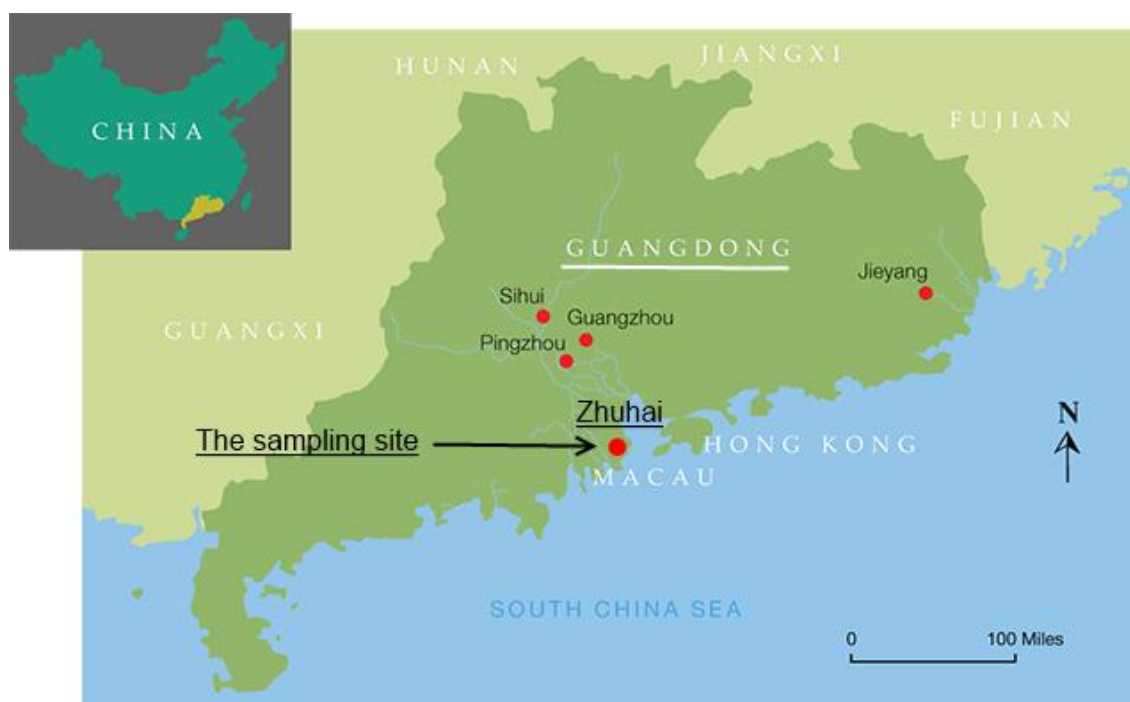 CHINA
HUNAN
JIANGXI
FUJIAN
GUANGDONG
Jieyang
Sihui
Guangzhou
GUANGXI
Pingzhou
Zhuhai
The sampling site
HONG KONG
N
MACAU
SOUTH CHINA SEA
0 100 Miles